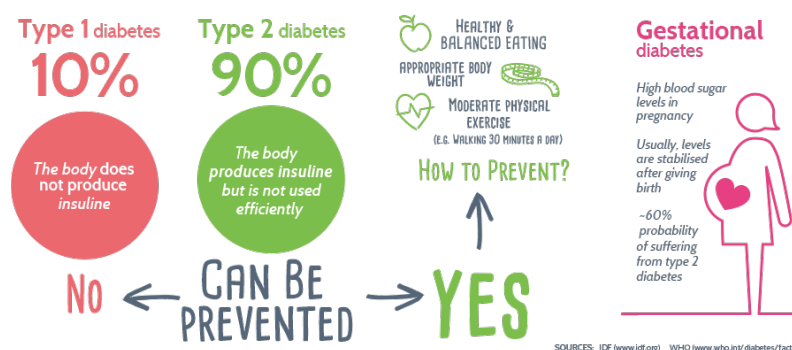 Type 1 diabetes
10%
The body does
not produce
insuline
Type 2 diabetes
90%
The body
produces insuline
but is not used
efficiently
No
Can Be
Prevented
Yes
Healthy &
Balanced Eating
Appropriate Body
Weight
Moderate physical
exercise
(e.g. Walking 30 minutes a day)
How to Prevent?
Gestational
diabetes
High blood sugar
levels in
pregnancy
Usually, levels
are stabilised
after giving
birth
~60%
probability
of suffering
from type 2
diabetes
SOURCES: IDF (www.idf.org) WHO (www.who.int/diabetes/fact